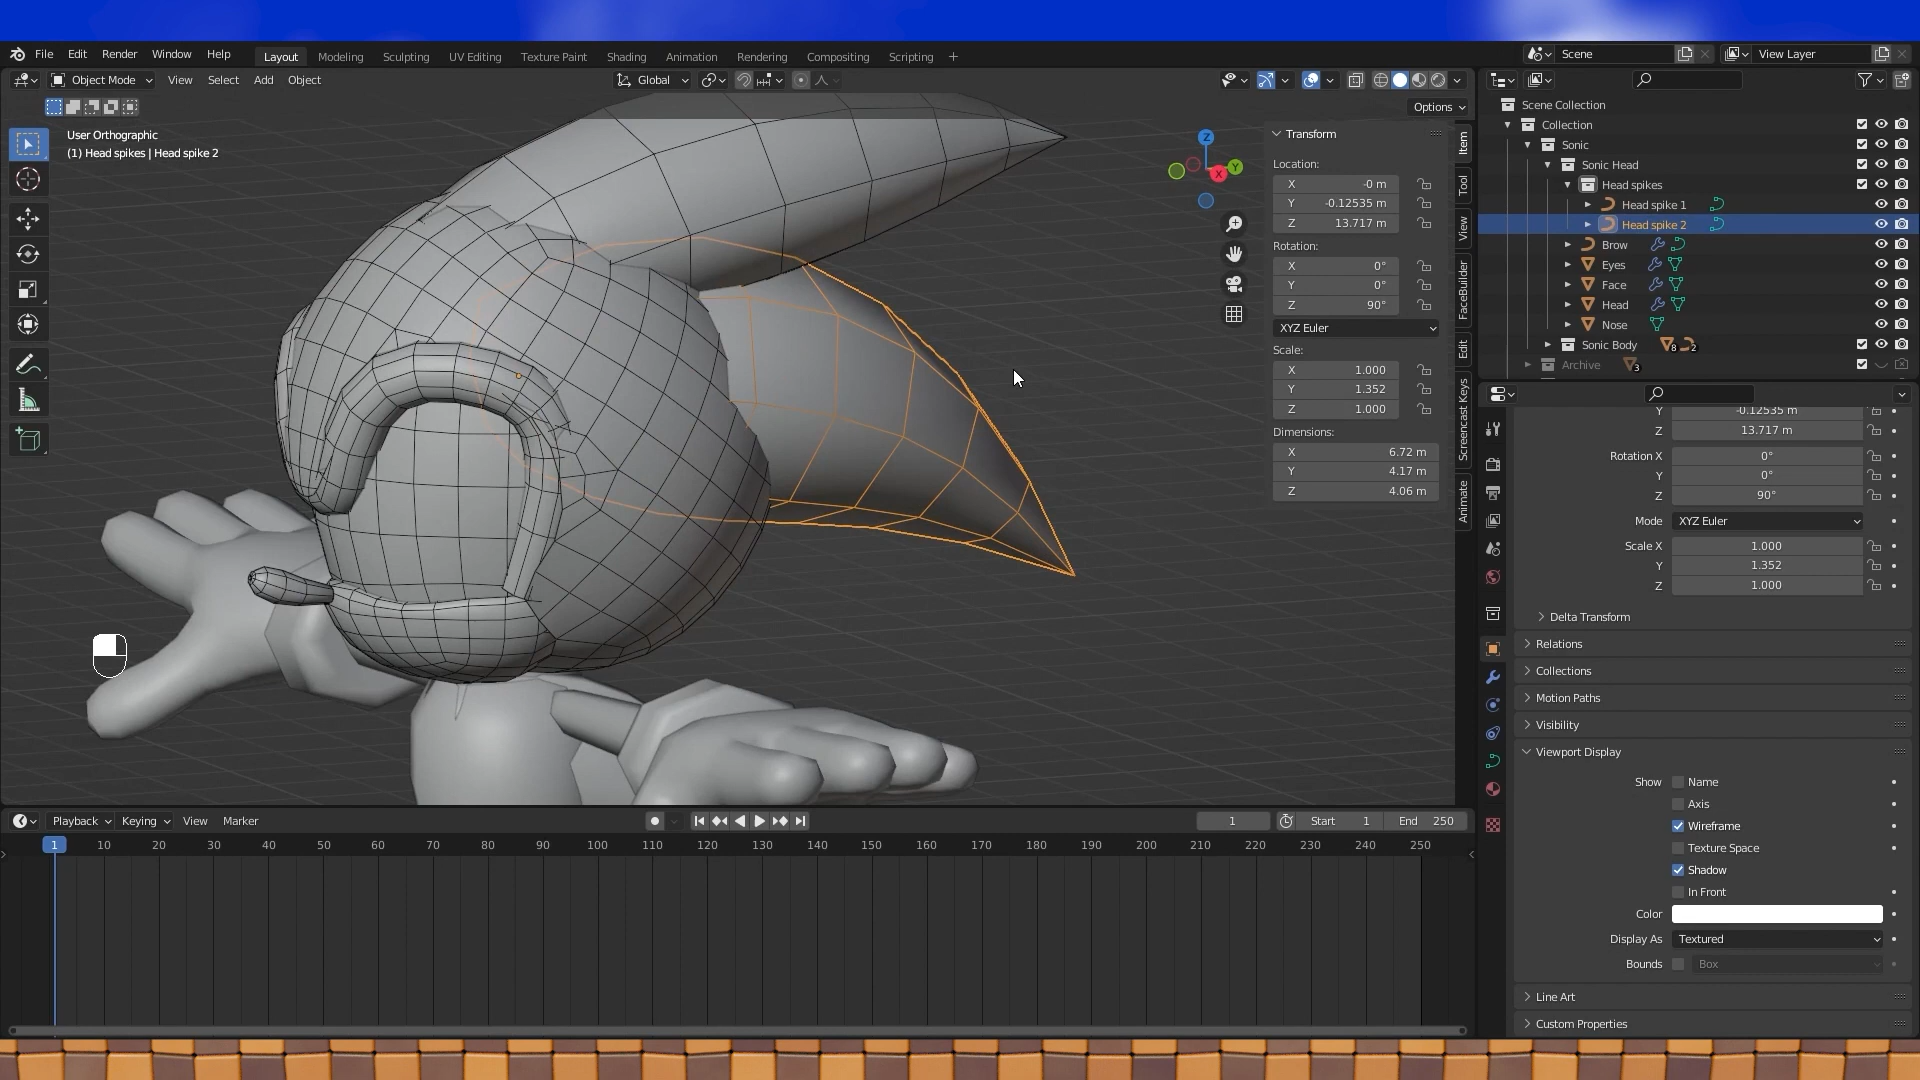 File Edit Render Window Help Layout Modeling Sculpting UV Editing Texture Paint Shading Animation Rendering Compositing Scripting + Scene View Layer
Object Mode View Select Add Object Global
Options
User Orthographic
(1) Head spikes | Head spike 2
Transform
Location:
X -0 m
Y -0.12535 m
Z 13.717 m
Rotation:
X 0°
Y 0°
Z 90°
XYZ Euler
Scale:
X 1.000
Y 1.352
Z 1.000
Dimensions:
X 6.72 m
Y 4.17 m
Z 4.06 m
Item
Tool
View
FaceBuilder
Edit
Screencast Keys
Animate
Z
Y
X
Scene Collection
Collection
Sonic
Sonic Head
Head spikes
Head spike 1
Head spike 2
Brow
Eyes
Face
Head
Nose
Sonic Body 8 2
Archive 3
Y -0.12535 m
Z 13.717 m
Rotation X 0°
Y 0°
Z 90°
Mode XYZ Euler
Scale X 1.000
Y 1.352
Z 1.000
Delta Transform
Relations
Collections
Motion Paths
Visibility
Viewport Display
Show Name
Axis
Wireframe
Texture Space
Shadow
In Front
Color
Display As Textured
Bounds Box
Line Art
Custom Properties
Playback Keying View Marker 1 Start 1 End 250
1 10 20 30 40 50 60 70 80 90 100 110 120 130 140 150 160 170 180 190 200 210 220 230 240 250